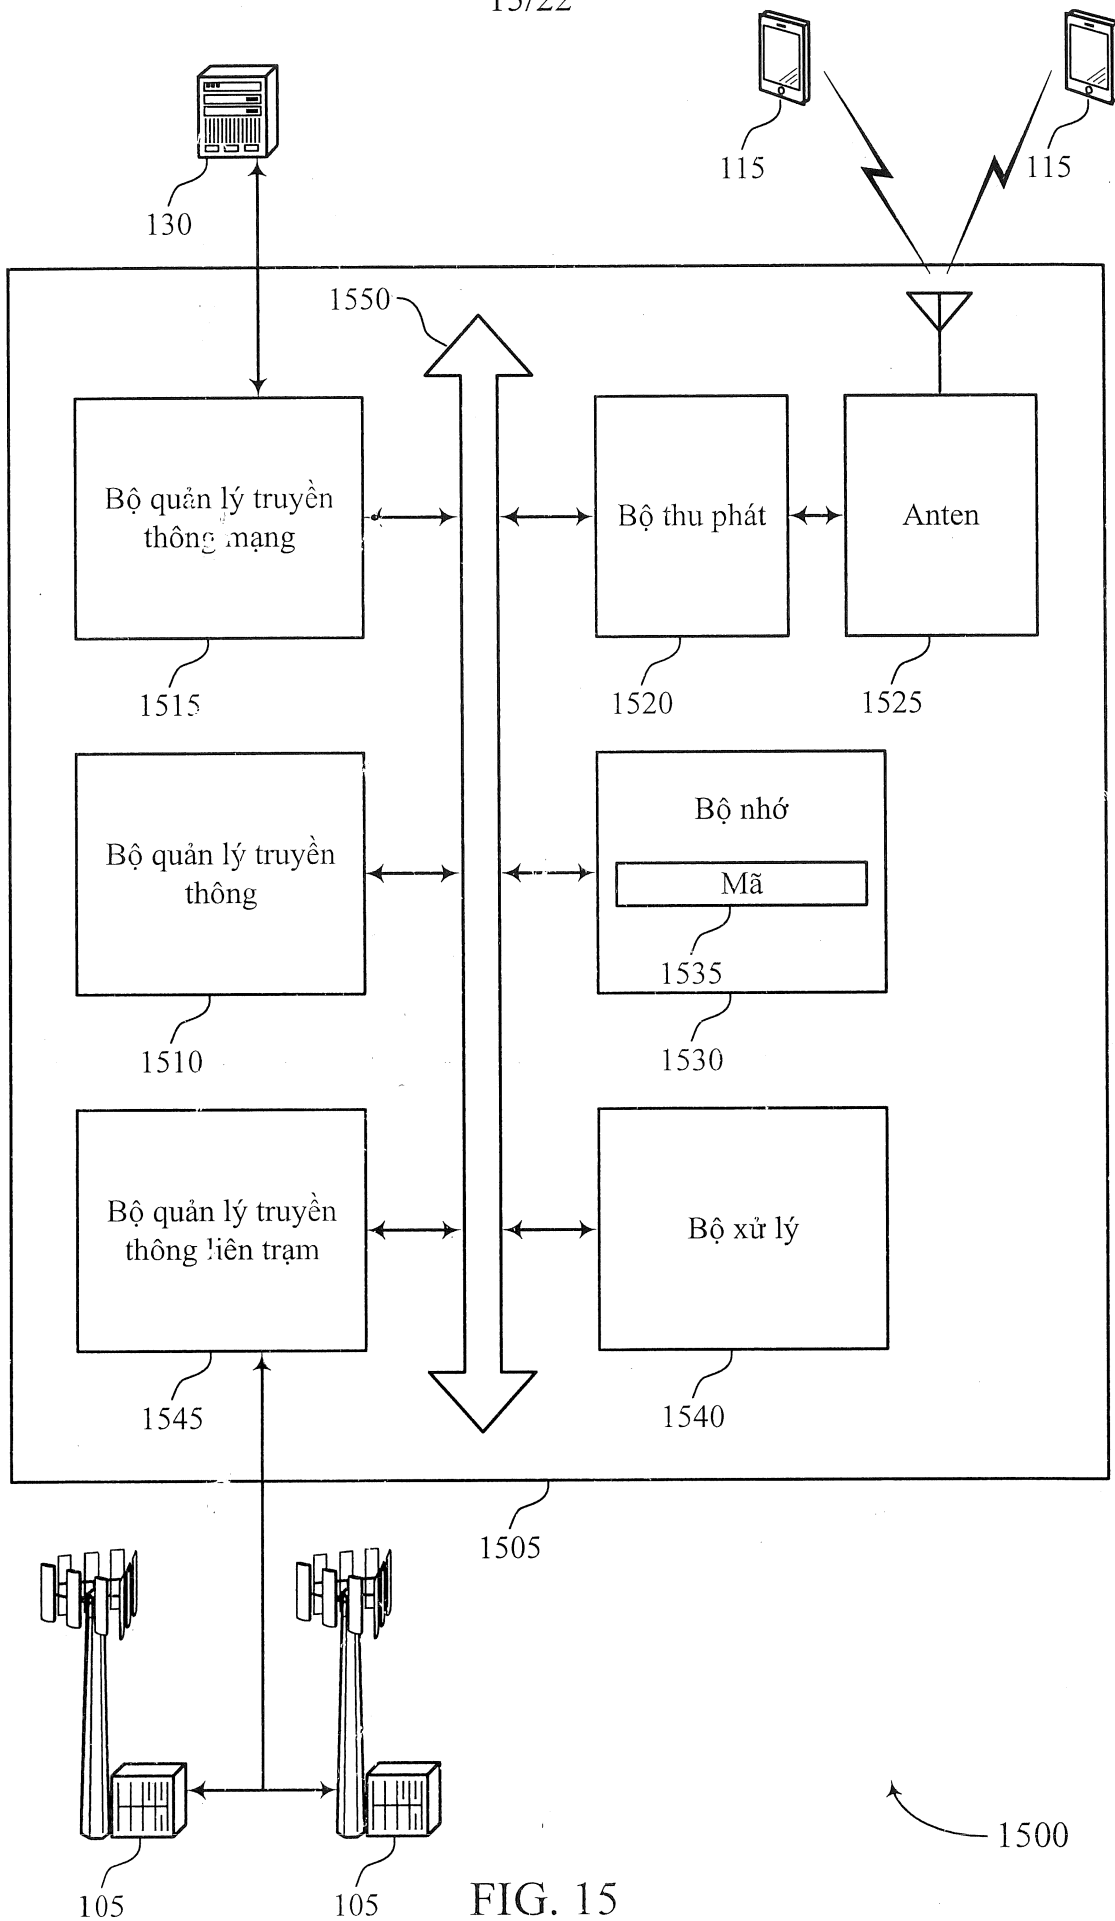 15/22
115
115
130
1550
Bộ quản lý truyền
thông mạng
Bộ thu phát
Anten
1515
1520
1525
Bộ nhớ
Bộ quản lý truyền
thông
Mã
1535
1510
1530
Bộ quản lý truyền
thông liên trạm
Bộ xử lý
1545
1540
1505
1500
105
105
FIG. 15